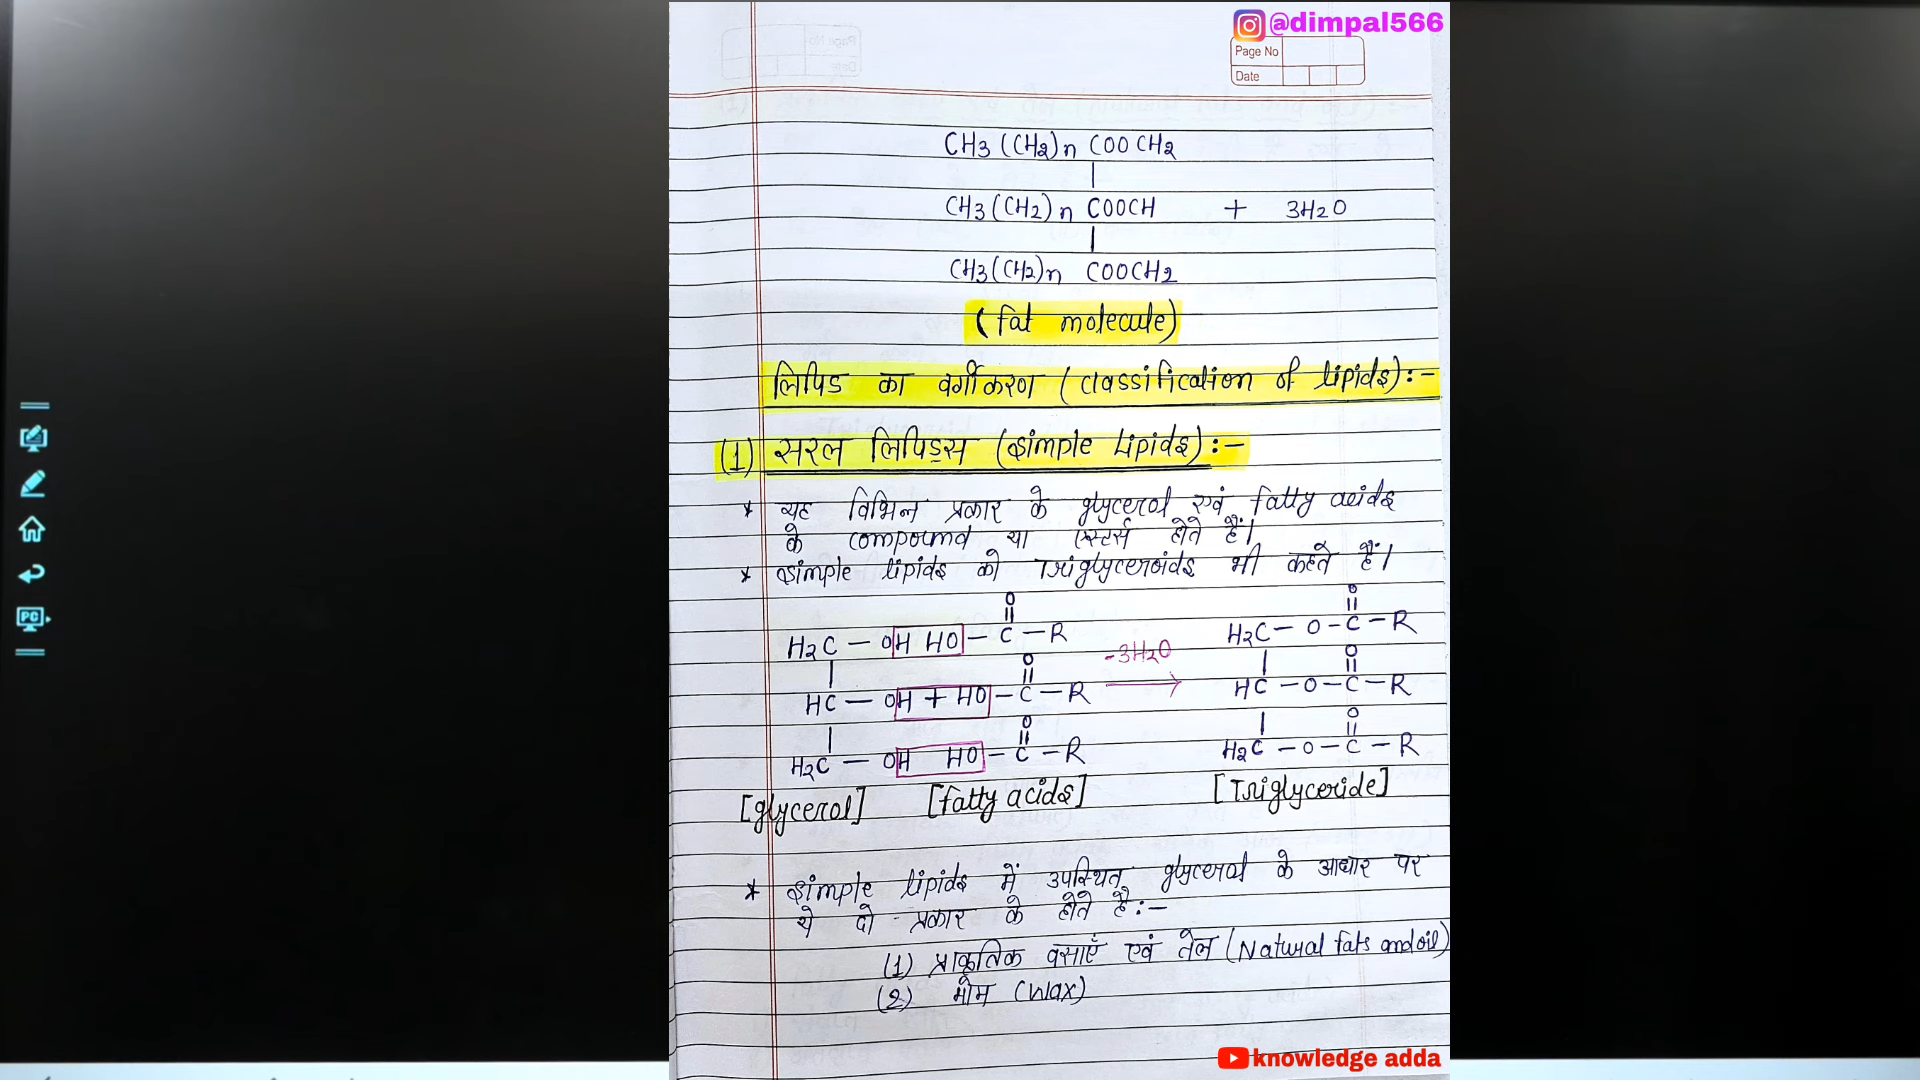 @dimpal566
Page No
Date
CH3 (CH2)n COO CH2
|
CH3 (CH2)n COOCH + 3H2O
|
CH3 (CH2)n COOCH2
(fat molecule)
लिपिड का वर्गीकरण (classification of lipids):-
(1) सरल लिपिड्स (simple Lipids) :-
* यह विभिन्न प्रकार के glycerol एवं fatty acids
के compound या एस्टर्स होते हैं।
* simple lipids को Triglycerides भी कहते हैं।
O O
|| ||
H2C — OH HO — C — R H2C — O — C — R
| O -3H2O | O
|| → ||
HC — OH + HO — C — R HC — O — C — R
| O | O
|| ||
H2C — OH HO — C — R H2C — O — C — R
[glycerol] [fatty acids] [Triglyceride]
* simple lipids में उपस्थित glycerol के आधार पर
ये दो प्रकार के होते है:-
(1) प्राकृतिक वसाएँ एवं तेल (Natural fats and oil)
(2) मोम (wax)
knowledge adda
PC